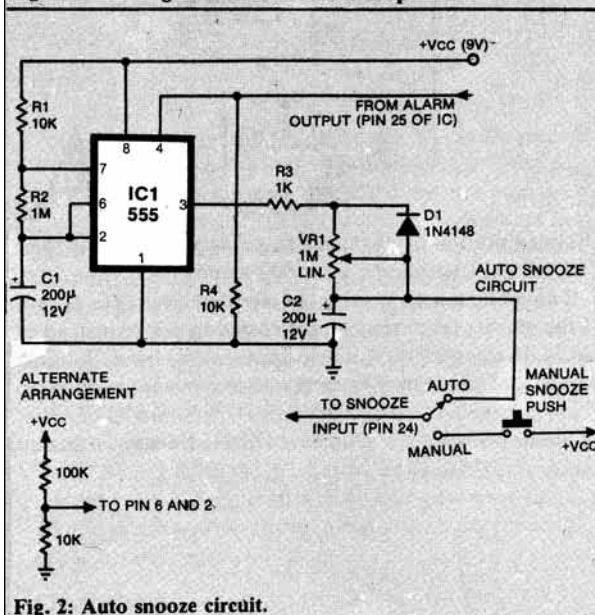 +Vcc (9V)
FROM ALARM
OUTPUT (PIN 25 OF IC)
R1
10K
8
4
7
R2
1M
6
IC1
555
3
R3
1K
D1
1N4148
2
VR1
1M
LIN.
1
R4
10K
C1
200µ
12V
C2
200µ
12V
AUTO SNOOZE
CIRCUIT
ALTERNATE
ARRANGEMENT
+Vcc
100K
TO PIN 6 AND 2
10K
AUTO
MANUAL
SNOOZE
PUSH
TO SNOOZE
INPUT (PIN 24)
MANUAL
+Vcc
Fig. 2: Auto snooze circuit.